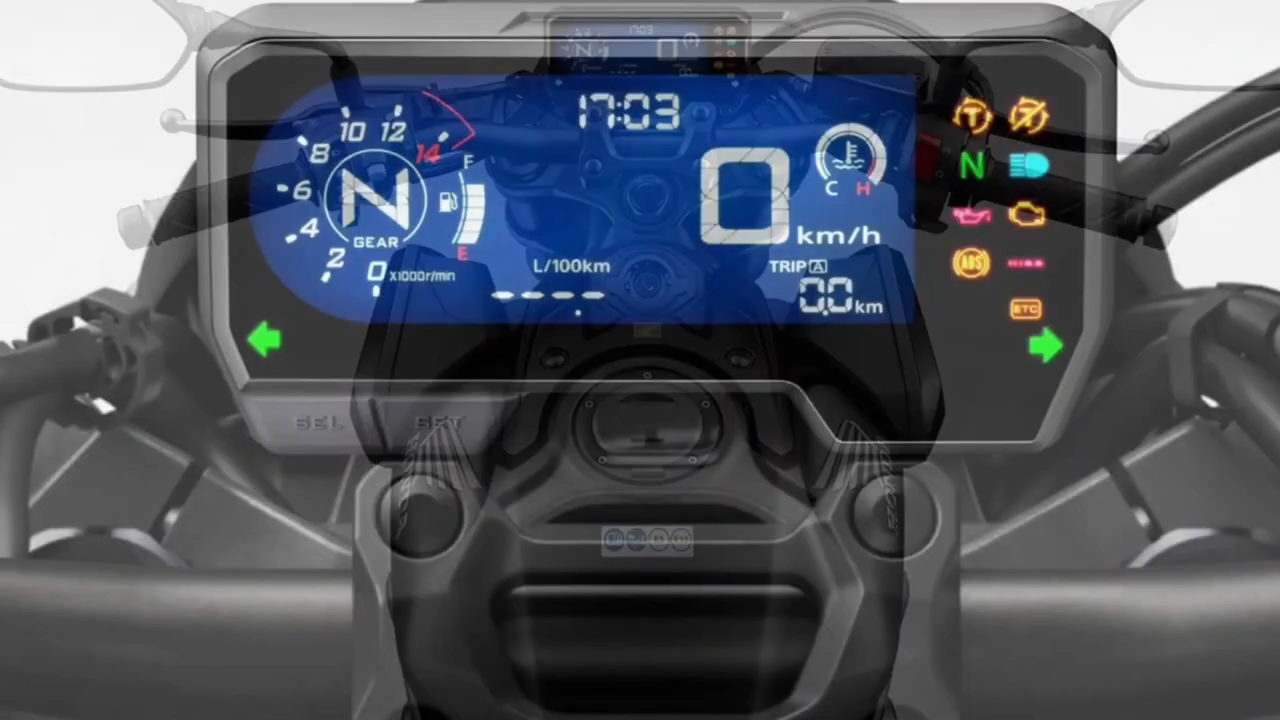 17:03
10 12
8 14
F
6 N
C H
4
GEAR
0
km/h
E
2 0 X1000r/min
L/100km
TRIP A
- - - -
0.0 km
T T
N
ABS
ETC
SEL SET